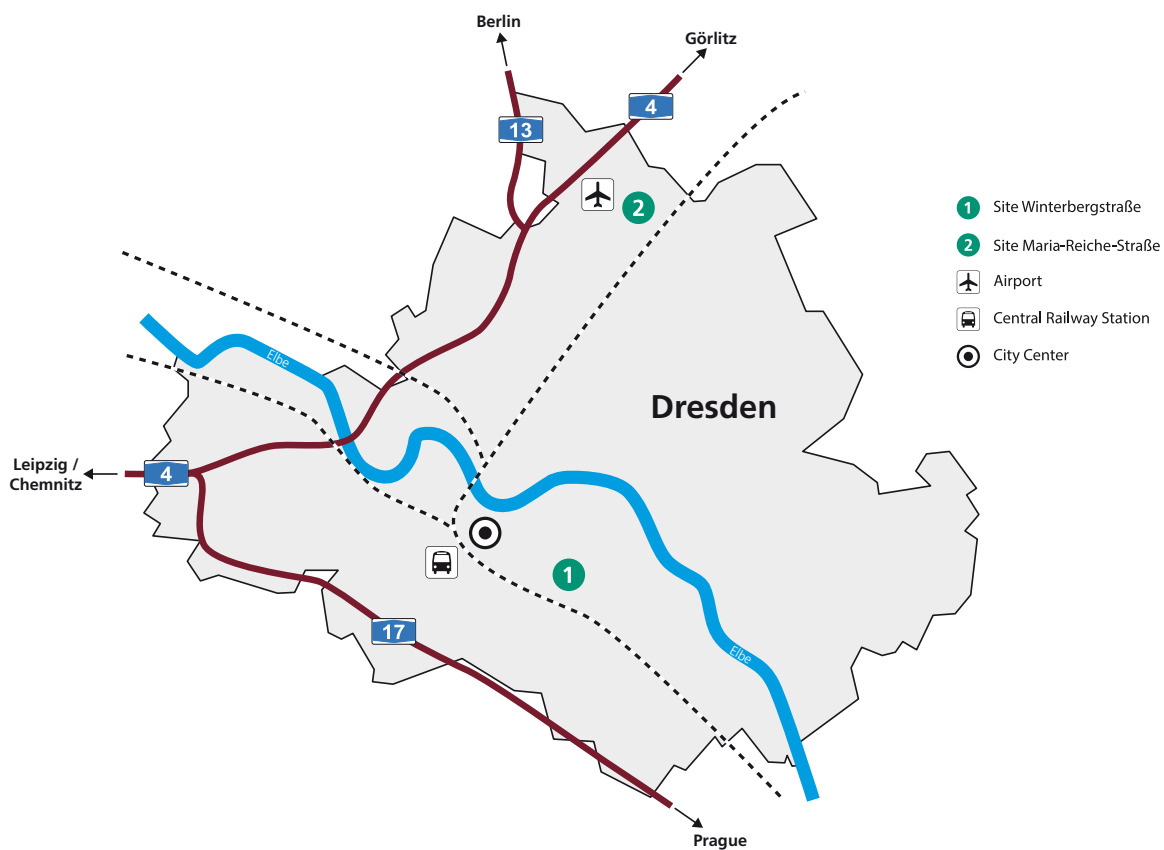 Berlin
Görlitz
4
13
2
1 Site Winterbergstraße
2 Site Maria-Reiche-Straße
Airport
Central Railway Station
City Center
Elbe
Dresden
Leipzig /
Chemnitz
4
1
17
Elbe
Prague